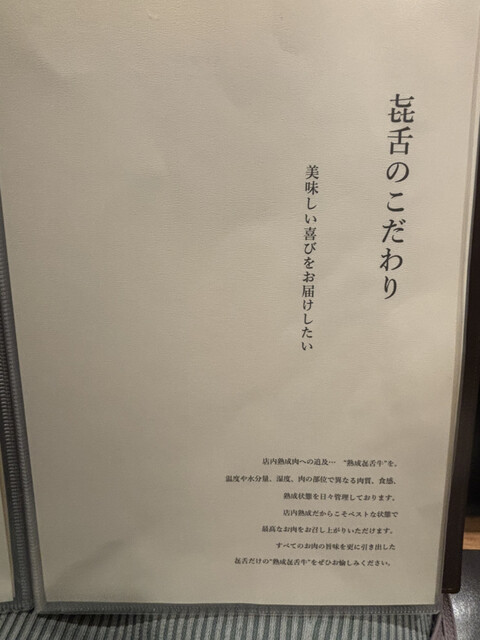 㐂舌のこだわり
美味しい喜びをお届けしたい
店内熟成肉への追及… “熟成㐂舌牛”を。
温度や水分量、湿度、肉の部位で異なる肉質、食感、
熟成状態を日々管理しております。
店内熟成だからこそベストな状態で
最高なお肉をお召し上がりいただけます。
すべてのお肉の旨味を更に引き出した
㐂舌だけの“熟成㐂舌牛”をぜひお愉しみください。